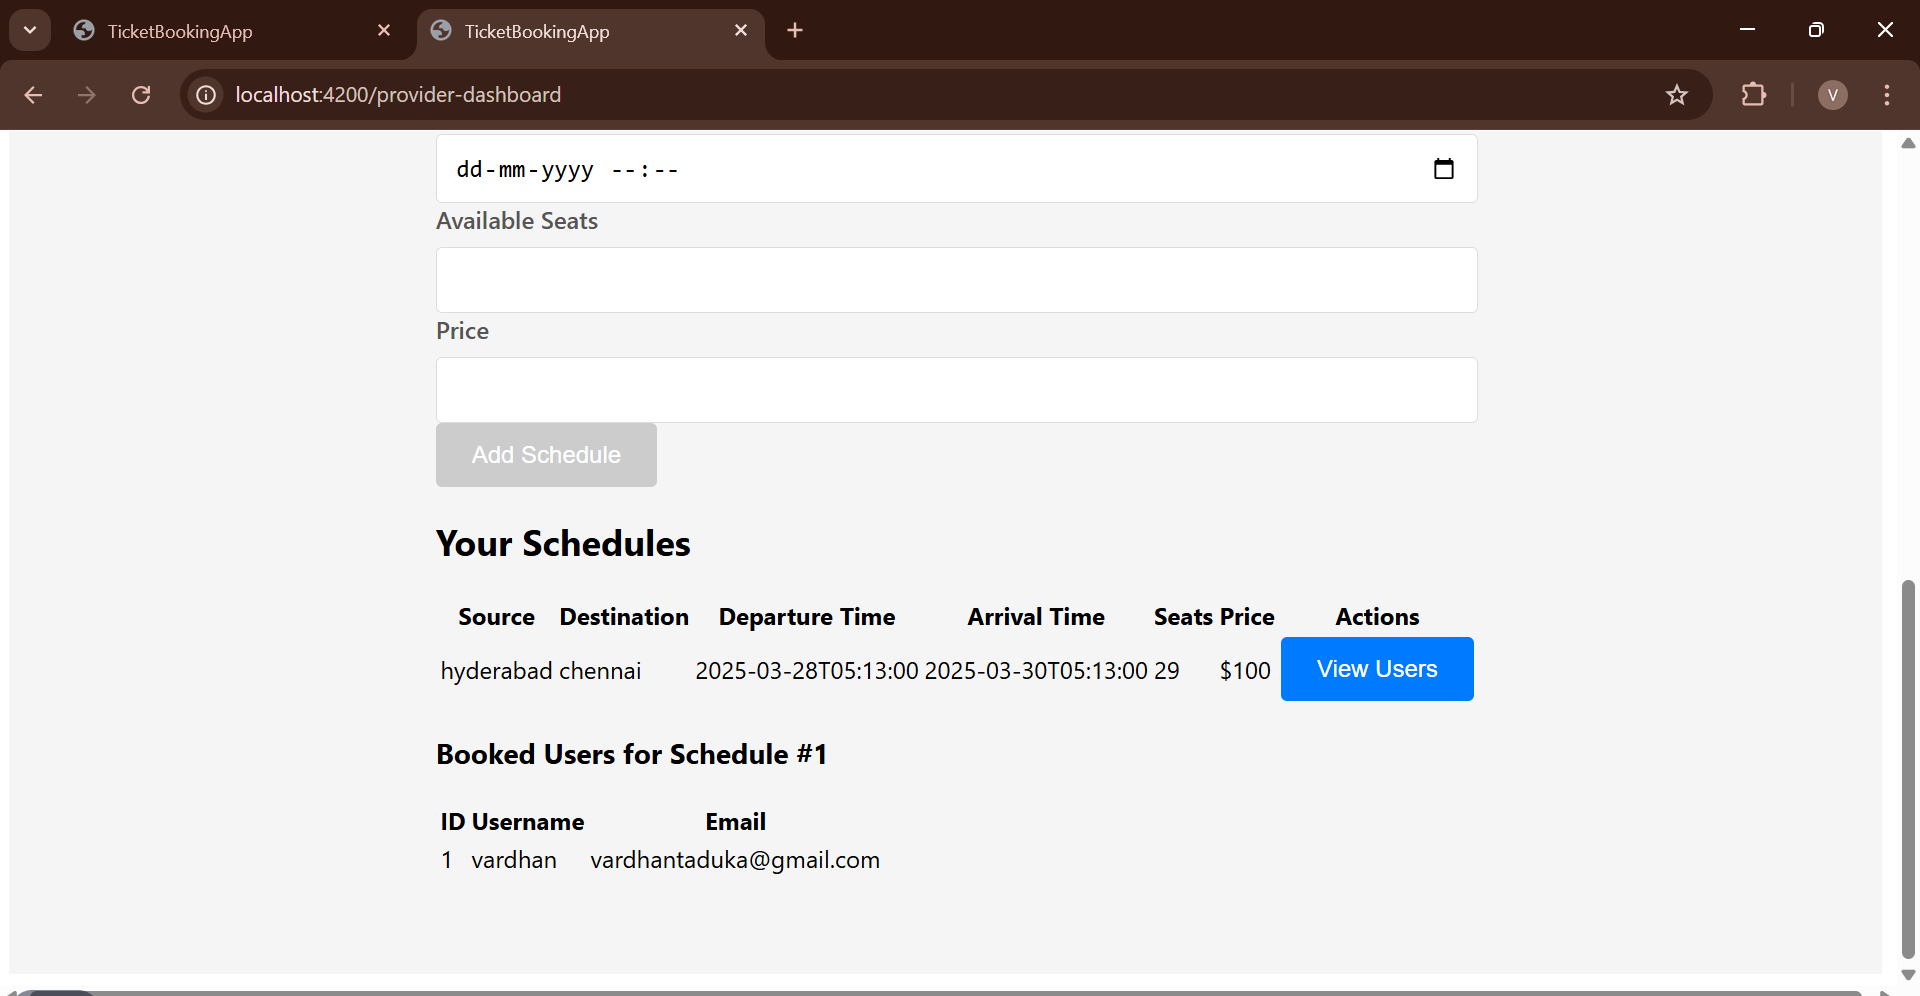 TicketBookingApp
TicketBookingApp
localhost:4200/provider-dashboard
V
dd-mm-yyyy --:--
Available Seats
Price
Add Schedule
Your Schedules
Source Destination Departure Time Arrival Time Seats Price Actions
hyderabad chennai 2025-03-28T05:13:00 2025-03-30T05:13:00 29 $100 View Users
Booked Users for Schedule #1
ID Username Email
1 vardhan vardhantaduka@gmail.com